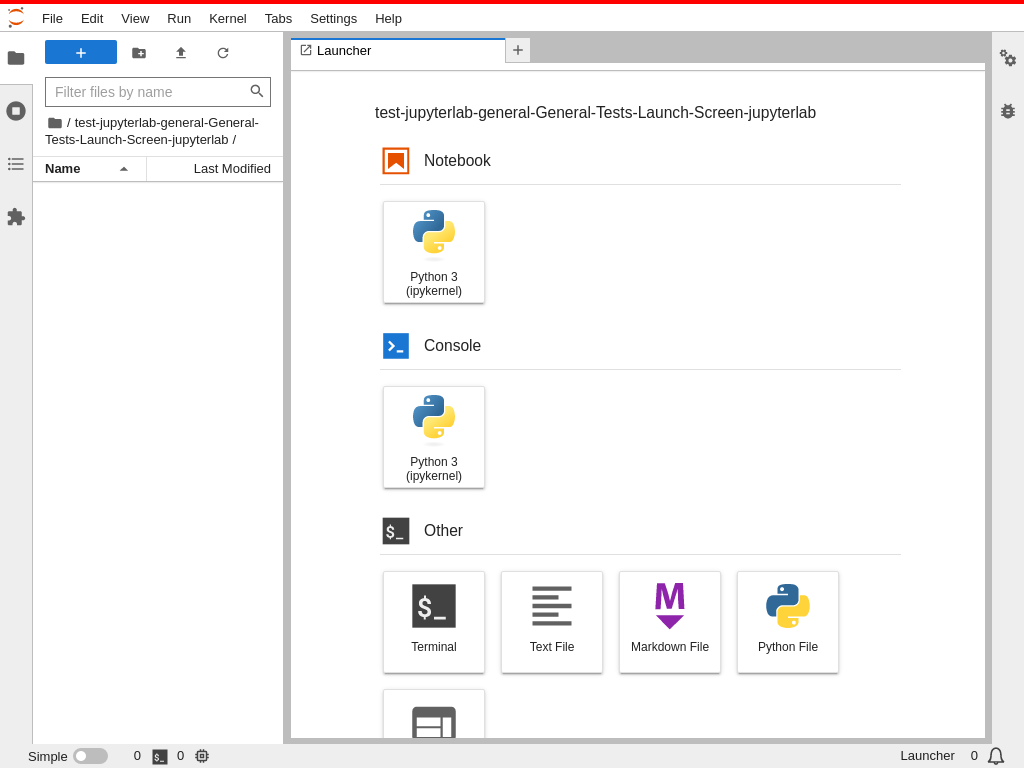 File Edit View Run Kernel Tabs Settings Help
Launcher
Filter files by name
/ test-jupyterlab-general-General-
Tests-Launch-Screen-jupyterlab /
Name Last Modified
test-jupyterlab-general-General-Tests-Launch-Screen-jupyterlab
Notebook
Python 3
(ipykernel)
Console
Python 3
(ipykernel)
$_ Other
$_
M
Terminal Text File Markdown File Python File
Simple 0 $_ 0 Launcher 0